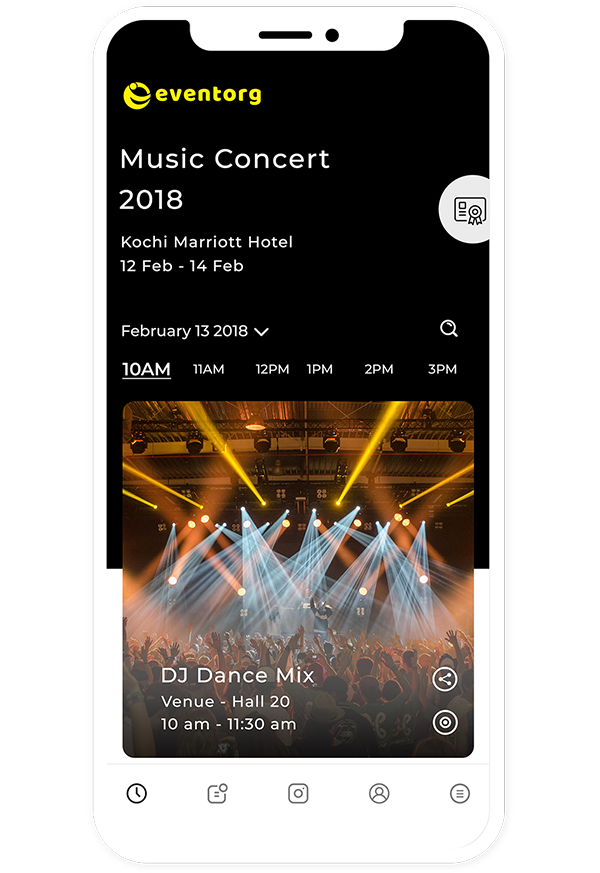 eventorg
Music Concert
2018
Kochi Marriott Hotel
12 Feb - 14 Feb
February 13 2018
10AM 11AM 12PM 1PM 2PM 3PM
DJ Dance Mix
Venue - Hall 20
10 am - 11:30 am